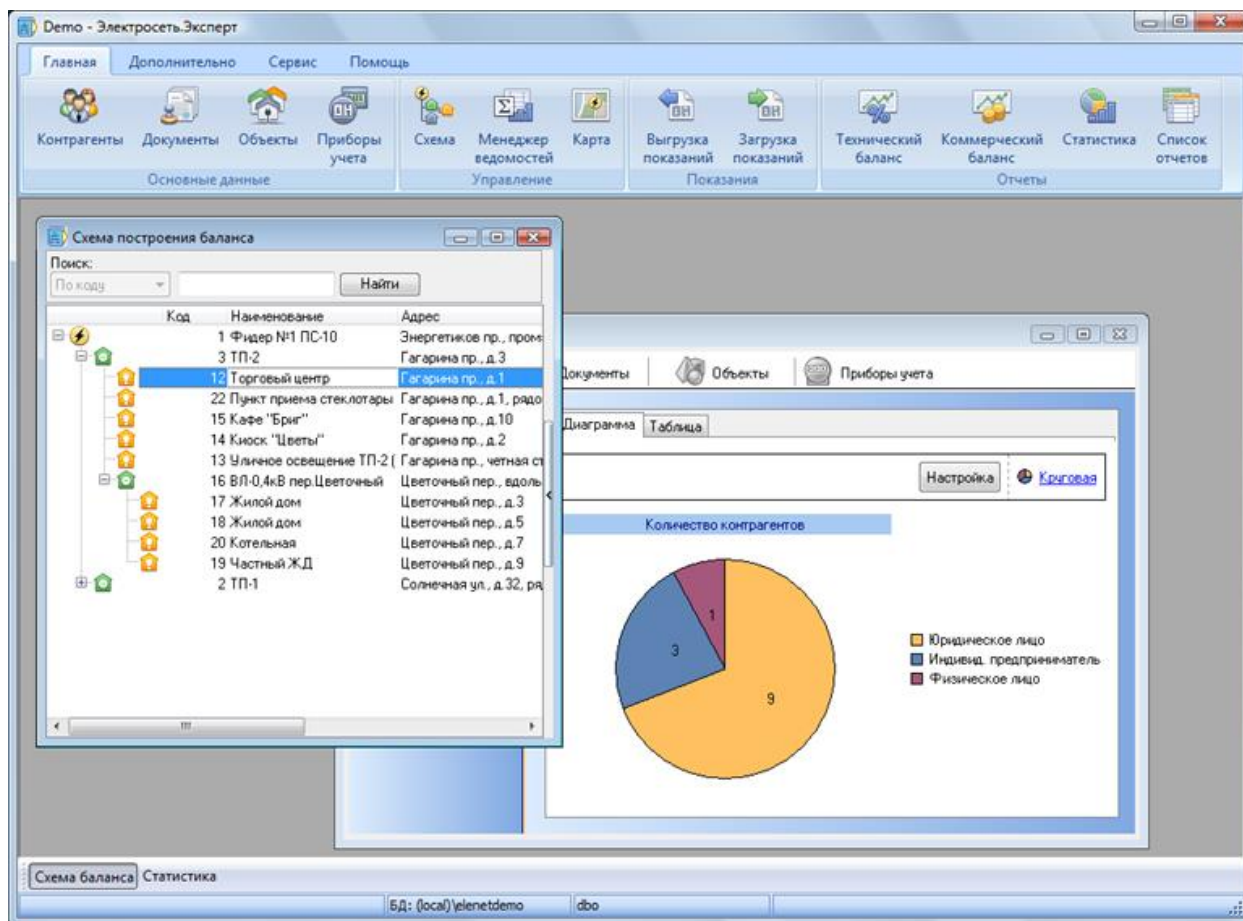 Demo - Электросеть.Эксперт
Главная Дополнительно Сервис Помощь
Контрагенты Документы Объекты Приборы учета Схема Менеджер ведомостей Карта Выгрузка показаний Загрузка показаний Технический баланс Коммерческий баланс Статистика Список отчетов
Основные данные Управление Показания Отчеты
Схема построения баланса
Поиск:
По коду Найти
Код Наименование Адрес
1 Фидер №1 ПС-10 Энергетиков пр., пром
3 ТП-2 Гагарина пр., д.3
12 Торговый центр Гагарина пр., д.1
22 Пункт приема стеклотары Гагарина пр., д.1, рядо
15 Кафе "Бриг" Гагарина пр., д.10
14 Киоск "Цветы" Гагарина пр., д.2
13 Уличное освещение ТП-2 ( Гагарина пр., четная ст
16 ВЛ-0,4кВ пер.Цветочный Цветочный пер., вдоль
17 Жилой дом Цветочный пер., д.3
18 Жилой дом Цветочный пер., д.5
20 Котельная Цветочный пер., д.7
19 Частный ЖД Цветочный пер., д.9
2 ТП-1 Солнечная ул., д.32, ря
Документы Объекты Приборы учета
Диаграмма Таблица
Настройка Круговая
Количество контрагентов
1
3
9
Юридическое лицо
Индивид. предприниматель
Физическое лицо
Схема баланса Статистика
БД: (local)\elenetdemo dbo